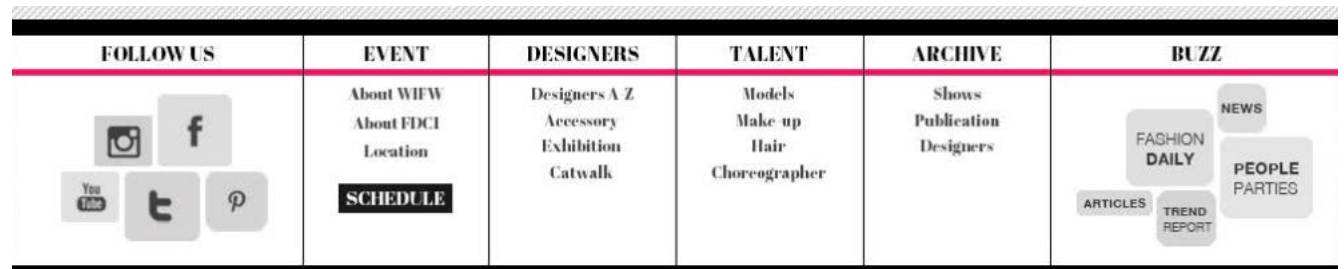 FOLLOW US
You
Tube
EVENT
About WIFW
About FDCI
Location
SCHEDULE
DESIGNERS
Designers A-Z
Accessory
Exhibition
Catwalk
TALENT
Models
Make-up
Hair
Choreographer
ARCHIVE
Shows
Publication
Designers
BUZZ
NEWS
FASHION
DAILY
PEOPLE
PARTIES
ARTICLES
TREND
REPORT